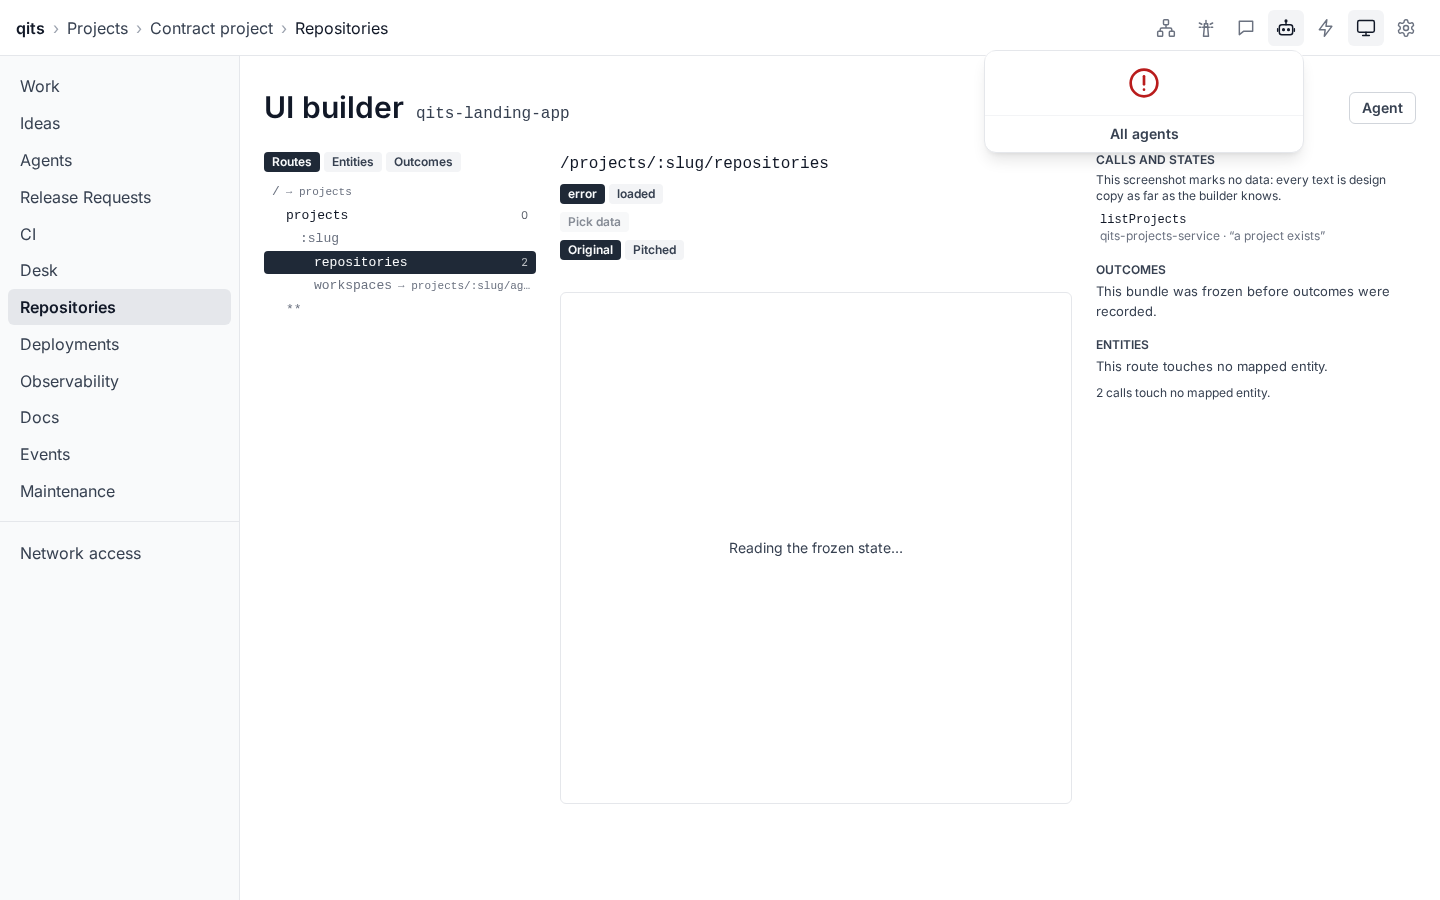 qits › Projects › Contract project › Repositories
Work
Ideas
Agents
Release Requests
CI
Desk
Repositories
Deployments
Observability
Docs
Events
Maintenance
Network access
UI builder qits-landing-app
All agents
Agent
Routes Entities Outcomes
/ → projects
projects 0
:slug
repositories 2
workspaces → projects/:slug/ag…
**
/projects/:slug/repositories
error loaded
Pick data
Original Pitched
Reading the frozen state…
CALLS AND STATES
This screenshot marks no data: every text is design
copy as far as the builder knows.
listProjects
qits-projects-service · “a project exists”
OUTCOMES
This bundle was frozen before outcomes were
recorded.
ENTITIES
This route touches no mapped entity.
2 calls touch no mapped entity.